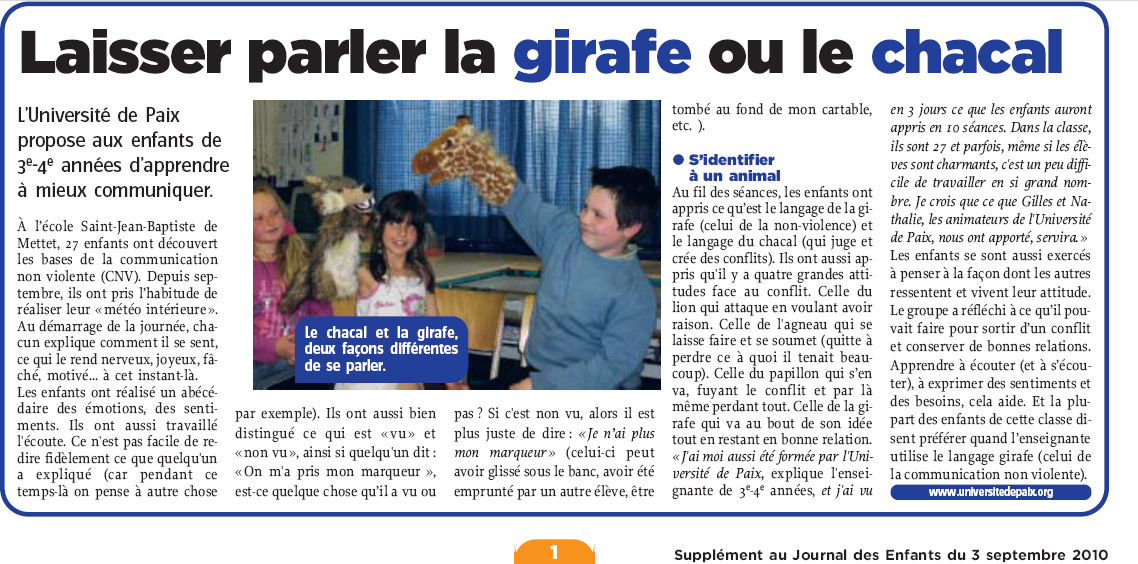 Laisser parler la girafe ou le chacal
L'Université de Paix
propose aux enfants de
3e-4e années d'apprendre
à mieux communiquer.
À l'école Saint-Jean-Baptiste de
Mettet, 27 enfants ont découvert
les bases de la communication
non violente (CNV). Depuis sep-
tembre, ils ont pris l'habitude de
réaliser leur «météo intérieure».
Au démarrage de la journée, cha-
cun explique comment il se sent,
ce qui le rend nerveux, joyeux, fâ-
ché, motivé... à cet instant-là.
Les enfants ont réalisé un abécé-
daire des émotions, des senti-
ments. Ils ont aussi travaillé
l'écoute. Ce n'est pas facile de re-
dire fidèlement ce que quelqu'un
a expliqué (car pendant ce
temps-là on pense à autre chose
Le chacal et la girafe,
deux façons différentes
de se parler.
par exemple). Ils ont aussi bien
distingué ce qui est «vu» et
«non vu», ainsi si quelqu'un dit :
«On m'a pris mon marqueur »,
est-ce quelque chose qu'il a vu ou
pas ? Si c'est non vu, alors il est
plus juste de dire : «Je n'ai plus
mon marqueur» (celui-ci peut
avoir glissé sous le banc, avoir été
emprunté par un autre élève, être
tombé au fond de mon cartable,
etc. ).
● S'identifier
à un animal
Au fil des séances, les enfants ont
appris ce qu'est le langage de la gi-
rafe (celui de la non-violence) et
le langage du chacal (qui juge et
crée des conflits). Ils ont aussi ap-
pris qu'il y a quatre grandes atti-
tudes face au conflit. Celle du
lion qui attaque en voulant avoir
raison. Celle de l'agneau qui se
laisse faire et se soumet (quitte à
perdre ce à quoi il tenait beau-
coup). Celle du papillon qui s'en
va, fuyant le conflit et par là
même perdant tout. Celle de la gi-
rafe qui va au bout de son idée
tout en restant en bonne relation.
«J'ai moi aussi été formée par l'Uni-
versité de Paix, explique l'ensei-
gnante de 3e-4e années, et j'ai vu
en 3 jours ce que les enfants auront
appris en 10 séances. Dans la classe,
ils sont 27 et parfois, même si les élè-
ves sont charmants, c'est un peu diffi-
cile de travailler en si grand nom-
bre. Je crois que ce que Gilles et Na-
thalie, les animateurs de l'Université
de Paix, nous ont apporté, servira.»
Les enfants se sont aussi exercés
à penser à la façon dont les autres
ressentent et vivent leur attitude.
Le groupe a réfléchi à ce qu'il pou-
vait faire pour sortir d'un conflit
et conserver de bonnes relations.
Apprendre à écouter (et à s'écou-
ter), à exprimer des sentiments et
des besoins, cela aide. Et la plu-
part des enfants de cette classe di-
sent préférer quand l'enseignante
utilise le langage girafe (celui de
la communication non violente).
www.universitedepaix.org
1
Supplément au Journal des Enfants du 3 septembre 2010